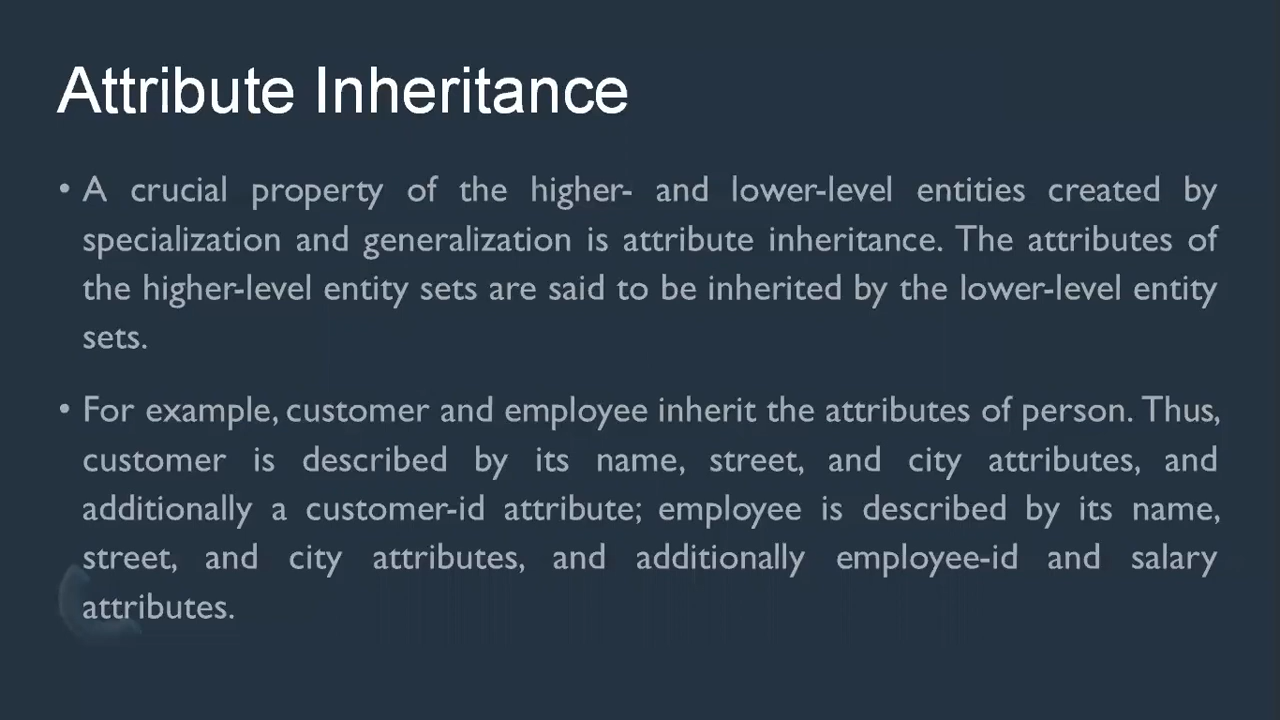 Attribute Inheritance
• A crucial property of the higher- and lower-level entities created by
specialization and generalization is attribute inheritance. The attributes of
the higher-level entity sets are said to be inherited by the lower-level entity
sets.
• For example, customer and employee inherit the attributes of person. Thus,
customer is described by its name, street, and city attributes, and
additionally a customer-id attribute; employee is described by its name,
street, and city attributes, and additionally employee-id and salary
attributes.